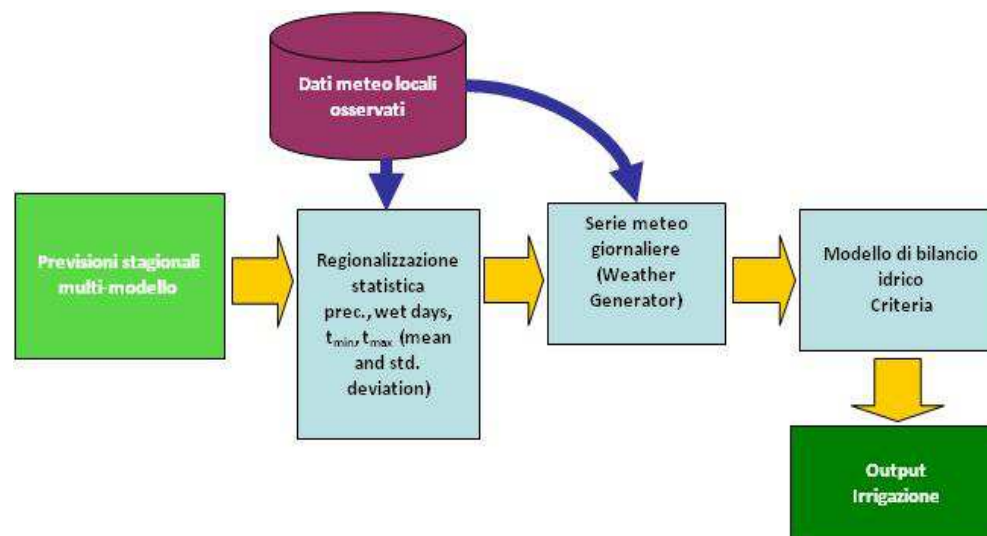 Dati meteo locali
osservati
Previsioni stagionali
multi-modello
Regionalizzazione
statistica
prec., wet days,
tmin, tmax (mean
and std.
deviation)
Serie meteo
giornaliere
(Weather
Generator)
Modello di bilancio
idrico
Criteria
Output
Irrigazione